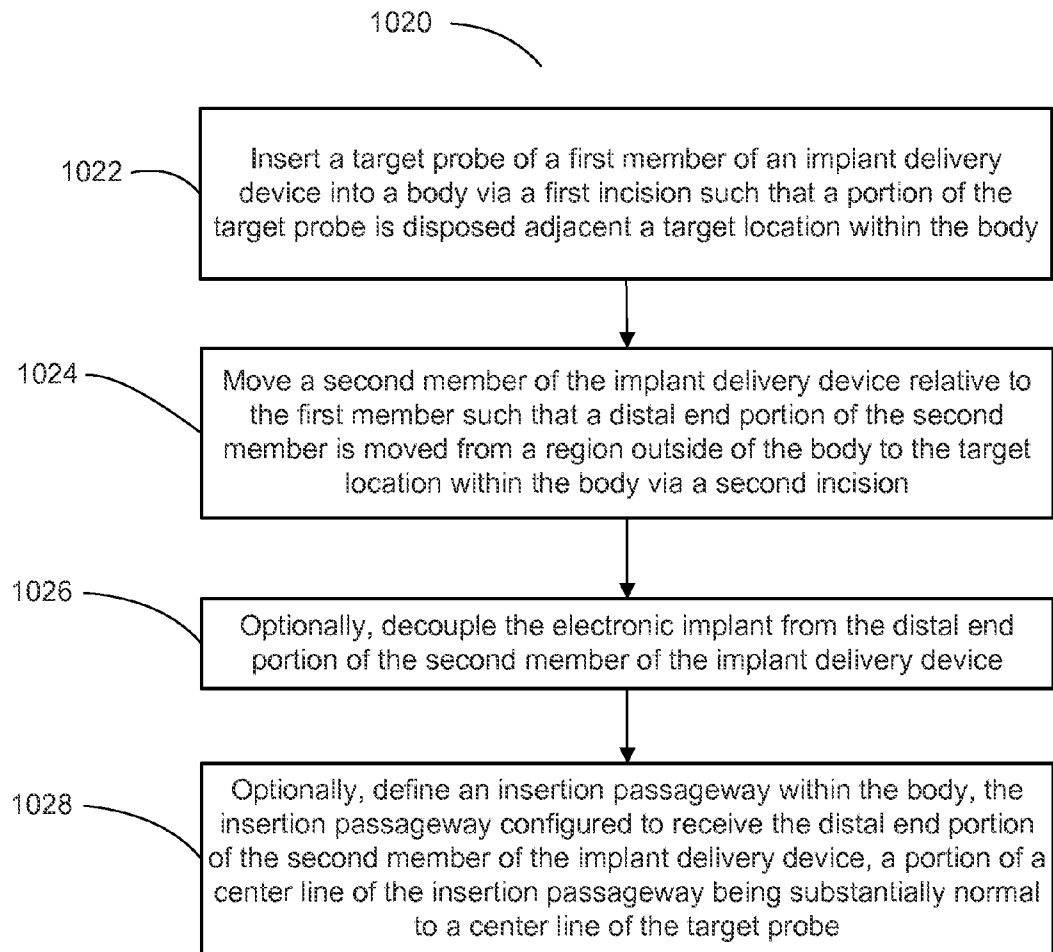 1020
1022
Insert a target probe of a first member of an implant delivery
device into a body via a first incision such that a portion of the
target probe is disposed adjacent a target location within the body
1024
Move a second member of the implant delivery device relative to
the first member such that a distal end portion of the second
member is moved from a region outside of the body to the target
location within the body via a second incision
1026
Optionally, decouple the electronic implant from the distal end
portion of the second member of the implant delivery device
1028
Optionally, define an insertion passageway within the body, the
insertion passageway configured to receive the distal end portion
of the second member of the implant delivery device, a portion of a
center line of the insertion passageway being substantially normal
to a center line of the target probe